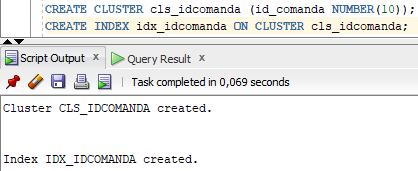 CREATE CLUSTER cls_idcomanda (id_comanda NUMBER(10));
CREATE INDEX idx_idcomanda ON CLUSTER cls_idcomanda;
Script Output x Query Result x
Task completed in 0,069 seconds
Cluster CLS_IDCOMANDA created.
Index IDX_IDCOMANDA created.